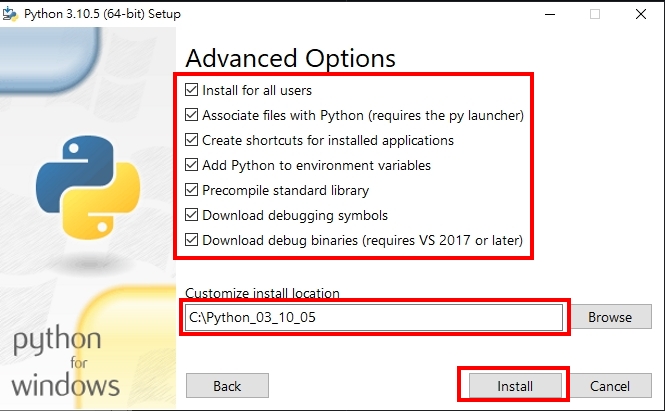 Python 3.10.5 (64-bit) Setup
Advanced Options
Install for all users
Associate files with Python (requires the py launcher)
Create shortcuts for installed applications
Add Python to environment variables
Precompile standard library
Download debugging symbols
Download debug binaries (requires VS 2017 or later)
Customize install location
C:\Python_03_10_05
Browse
python
for
windows
Back
Install
Cancel